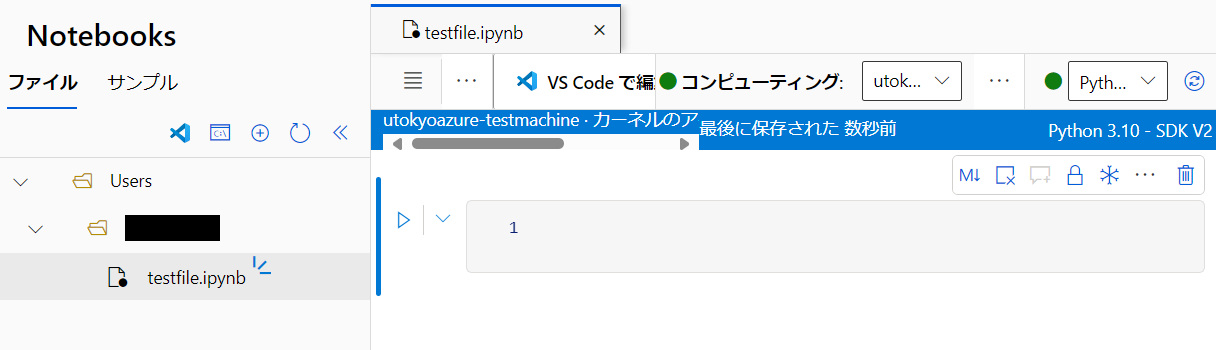 Notebooks
ファイル サンプル
Users
testfile.ipynb
testfile.ipynb
... VS Code で編 コンピューティング: utok... ... Pyth...
utokyoazure-testmachine · カーネルのア 最後に保存された 数秒前 Python 3.10 - SDK V2
M↓ ...
1